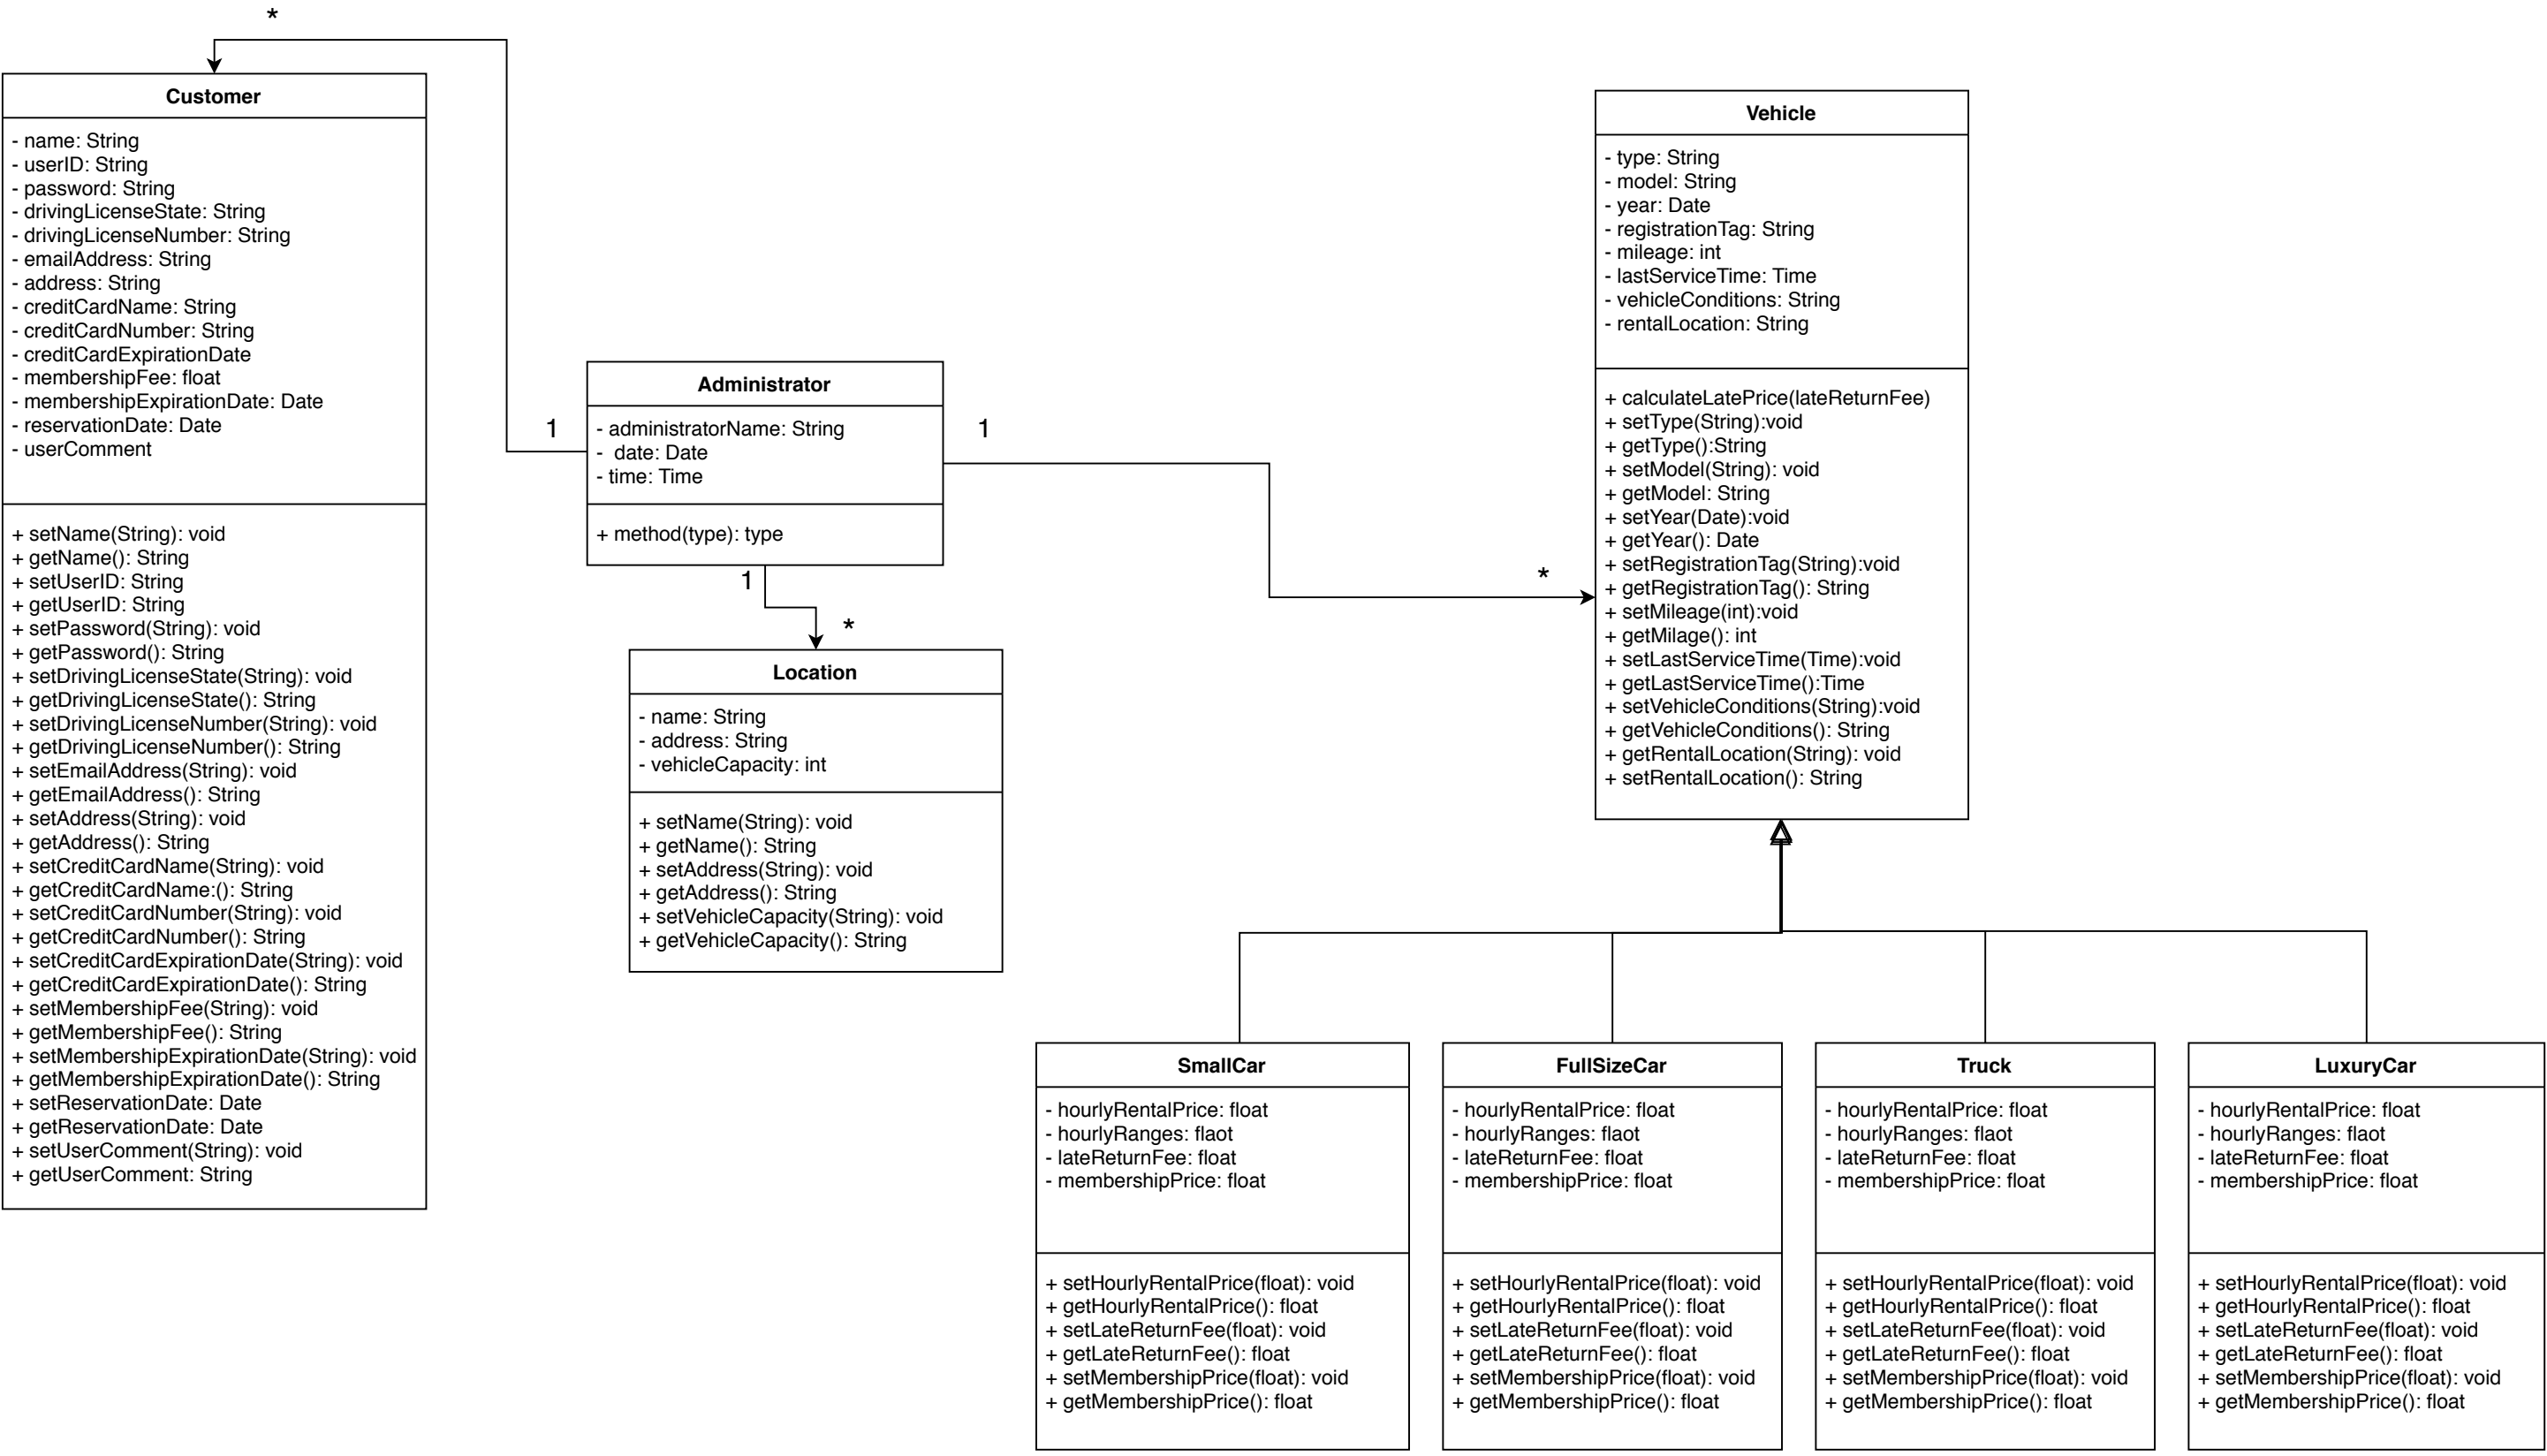 *
Customer
- name: String
- userID: String
- password: String
- drivingLicenseState: String
- drivingLicenseNumber: String
- emailAddress: String
- address: String
- creditCardName: String
- creditCardNumber: String
- creditCardExpirationDate
- membershipFee: float
- membershipExpirationDate: Date
- reservationDate: Date
- userComment
+ setName(String): void
+ getName(): String
+ setUserID: String
+ getUserID: String
+ setPassword(String): void
+ getPassword(): String
+ setDrivingLicenseState(String): void
+ getDrivingLicenseState(): String
+ setDrivingLicenseNumber(String): void
+ getDrivingLicenseNumber(): String
+ setEmailAddress(String): void
+ getEmailAddress(): String
+ setAddress(String): void
+ getAddress(): String
+ setCreditCardName(String): void
+ getCreditCardName:(): String
+ setCreditCardNumber(String): void
+ getCreditCardNumber(): String
+ setCreditCardExpirationDate(String): void
+ getCreditCardExpirationDate(): String
+ setMembershipFee(String): void
+ getMembershipFee(): String
+ setMembershipExpirationDate(String): void
+ getMembershipExpirationDate(): String
+ setReservationDate: Date
+ getReservationDate: Date
+ setUserComment(String): void
+ getUserComment: String
1
Administrator
- administratorName: String
-  date: Date
- time: Time
+ method(type): type
1
*
1
*
Location
- name: String
- address: String
- vehicleCapacity: int
+ setName(String): void
+ getName(): String
+ setAddress(String): void
+ getAddress(): String
+ setVehicleCapacity(String): void
+ getVehicleCapacity(): String
Vehicle
- type: String
- model: String
- year: Date
- registrationTag: String
- mileage: int
- lastServiceTime: Time
- vehicleConditions: String
- rentalLocation: String
+ calculateLatePrice(lateReturnFee)
+ setType(String):void
+ getType():String
+ setModel(String): void
+ getModel: String
+ setYear(Date):void
+ getYear(): Date
+ setRegistrationTag(String):void
+ getRegistrationTag(): String
+ setMileage(int):void
+ getMilage(): int
+ setLastServiceTime(Time):void
+ getLastServiceTime():Time
+ setVehicleConditions(String):void
+ getVehicleConditions(): String
+ getRentalLocation(String): void
+ setRentalLocation(): String
SmallCar
- hourlyRentalPrice: float
- hourlyRanges: flaot
- lateReturnFee: float
- membershipPrice: float
+ setHourlyRentalPrice(float): void
+ getHourlyRentalPrice(): float
+ setLateReturnFee(float): void
+ getLateReturnFee(): float
+ setMembershipPrice(float): void
+ getMembershipPrice(): float
FullSizeCar
- hourlyRentalPrice: float
- hourlyRanges: flaot
- lateReturnFee: float
- membershipPrice: float
+ setHourlyRentalPrice(float): void
+ getHourlyRentalPrice(): float
+ setLateReturnFee(float): void
+ getLateReturnFee(): float
+ setMembershipPrice(float): void
+ getMembershipPrice(): float
Truck
- hourlyRentalPrice: float
- hourlyRanges: flaot
- lateReturnFee: float
- membershipPrice: float
+ setHourlyRentalPrice(float): void
+ getHourlyRentalPrice(): float
+ setLateReturnFee(float): void
+ getLateReturnFee(): float
+ setMembershipPrice(float): void
+ getMembershipPrice(): float
LuxuryCar
- hourlyRentalPrice: float
- hourlyRanges: flaot
- lateReturnFee: float
- membershipPrice: float
+ setHourlyRentalPrice(float): void
+ getHourlyRentalPrice(): float
+ setLateReturnFee(float): void
+ getLateReturnFee(): float
+ setMembershipPrice(float): void
+ getMembershipPrice(): float